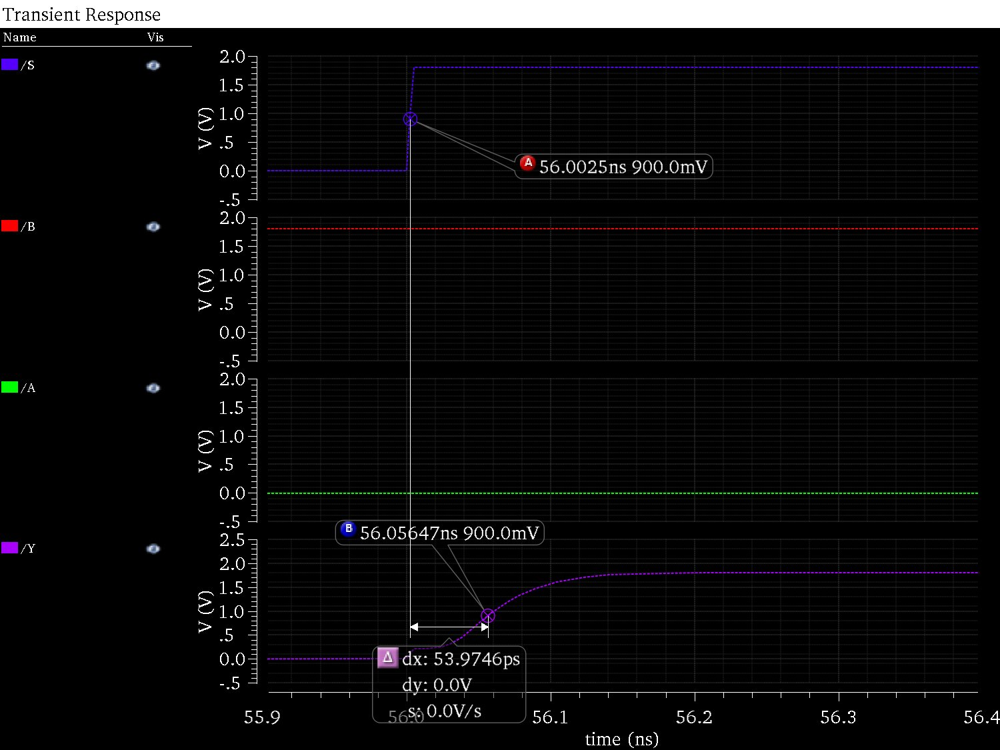 Transient Response
Name Vis
/S
2.0
1.5
1.0
.5
0.0
-.5
V (V)
A 56.0025ns 900.0mV
/B
2.0
1.5
1.0
.5
0.0
-.5
V (V)
/A
2.0
1.5
1.0
.5
0.0
-.5
V (V)
B 56.05647ns 900.0mV
/Y
2.5
2.0
1.5
1.0
.5
0.0
-.5
V (V)
Δ dx: 53.9746ps
dy: 0.0V
s: 0.0V/s
55.9 56.0 56.1 56.2 56.3 56.4
time (ns)